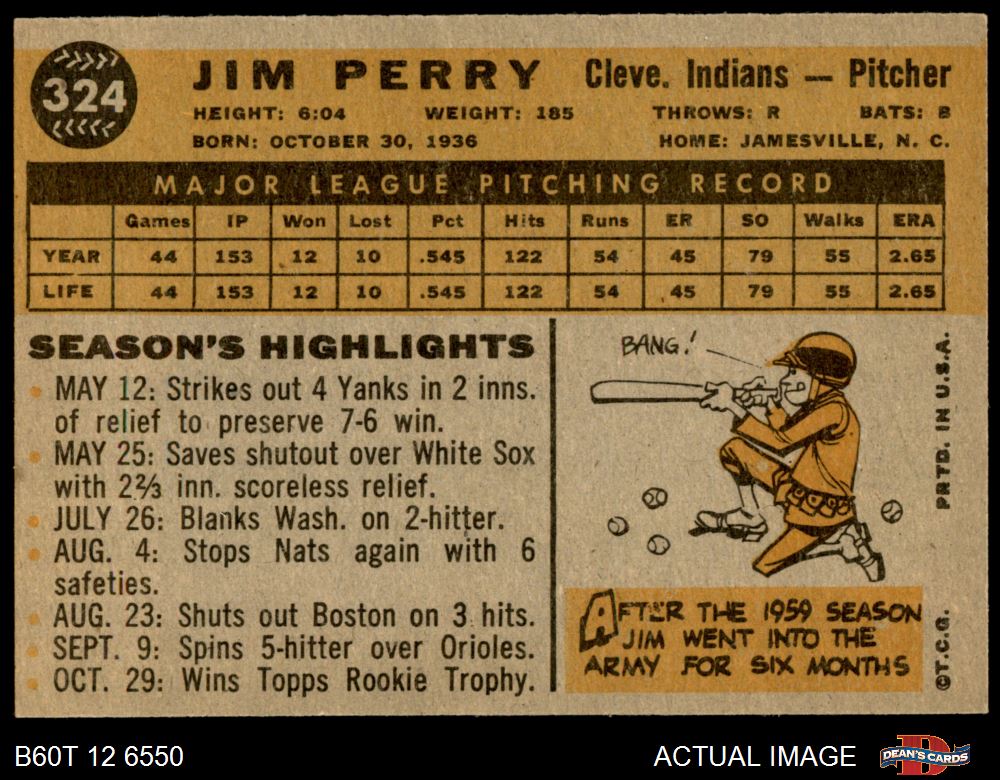 324
JIM PERRY Cleve. Indians — Pitcher
HEIGHT: 6:04 WEIGHT: 185 THROWS: R BATS: B
BORN: OCTOBER 30, 1936 HOME: JAMESVILLE, N. C.
MAJOR LEAGUE PITCHING RECORD
Games IP Won Lost Pct Hits Runs ER SO Walks ERA
YEAR 44 153 12 10 .545 122 54 45 79 55 2.65
LIFE 44 153 12 10 .545 122 54 45 79 55 2.65
SEASON'S HIGHLIGHTS
MAY 12: Strikes out 4 Yanks in 2 inns.
of relief to preserve 7-6 win.
MAY 25: Saves shutout over White Sox
with 2⅔ inn. scoreless relief.
JULY 26: Blanks Wash. on 2-hitter.
AUG. 4: Stops Nats again with 6
safeties.
AUG. 23: Shuts out Boston on 3 hits.
SEPT. 9: Spins 5-hitter over Orioles.
OCT. 29: Wins Topps Rookie Trophy.
BANG!
AFTER THE 1959 SEASON
JIM WENT INTO THE
ARMY FOR SIX MONTHS
©T.C.G. PRTD. IN U.S.A.
B60T 12 6550 ACTUAL IMAGE DEAN'S CARDS